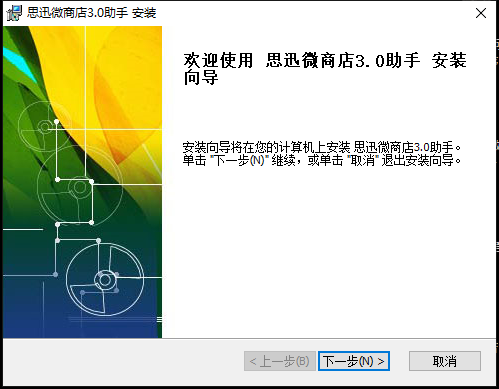 思迅微商店3.0助手 安装
欢迎使用 思迅微商店3.0助手 安装
向导
安装向导将在您的计算机上安装 思迅微商店3.0助手。
单击 "下一步(N)" 继续，或单击 "取消" 退出安装向导。
< 上一步(B)
下一步(N) >
取消